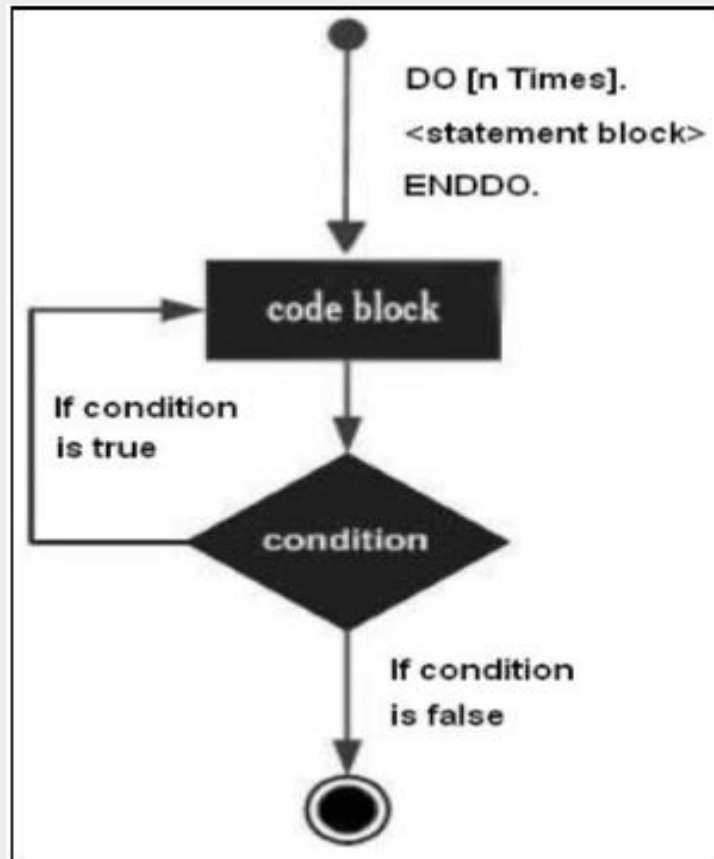 DO [n Times].
<statement block>
ENDDO.
code block
If condition
is true
condition
If condition
is false